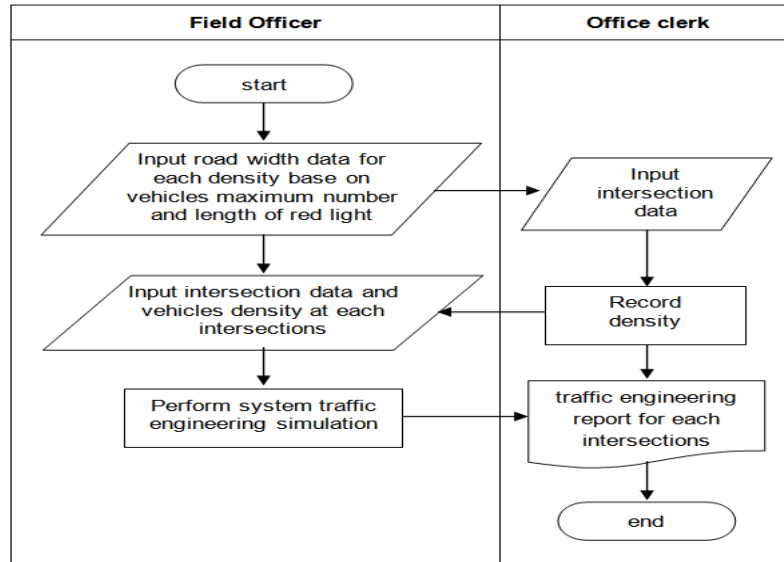 Field Officer
Office clerk
start
Input road width data for
each density base on
vehicles maximum number
and length of red light
Input
intersection
data
Input intersection data and
vehicles density at each
intersections
Record
density
Perform system traffic
engineering simulation
traffic engineering
report for each
intersections
end